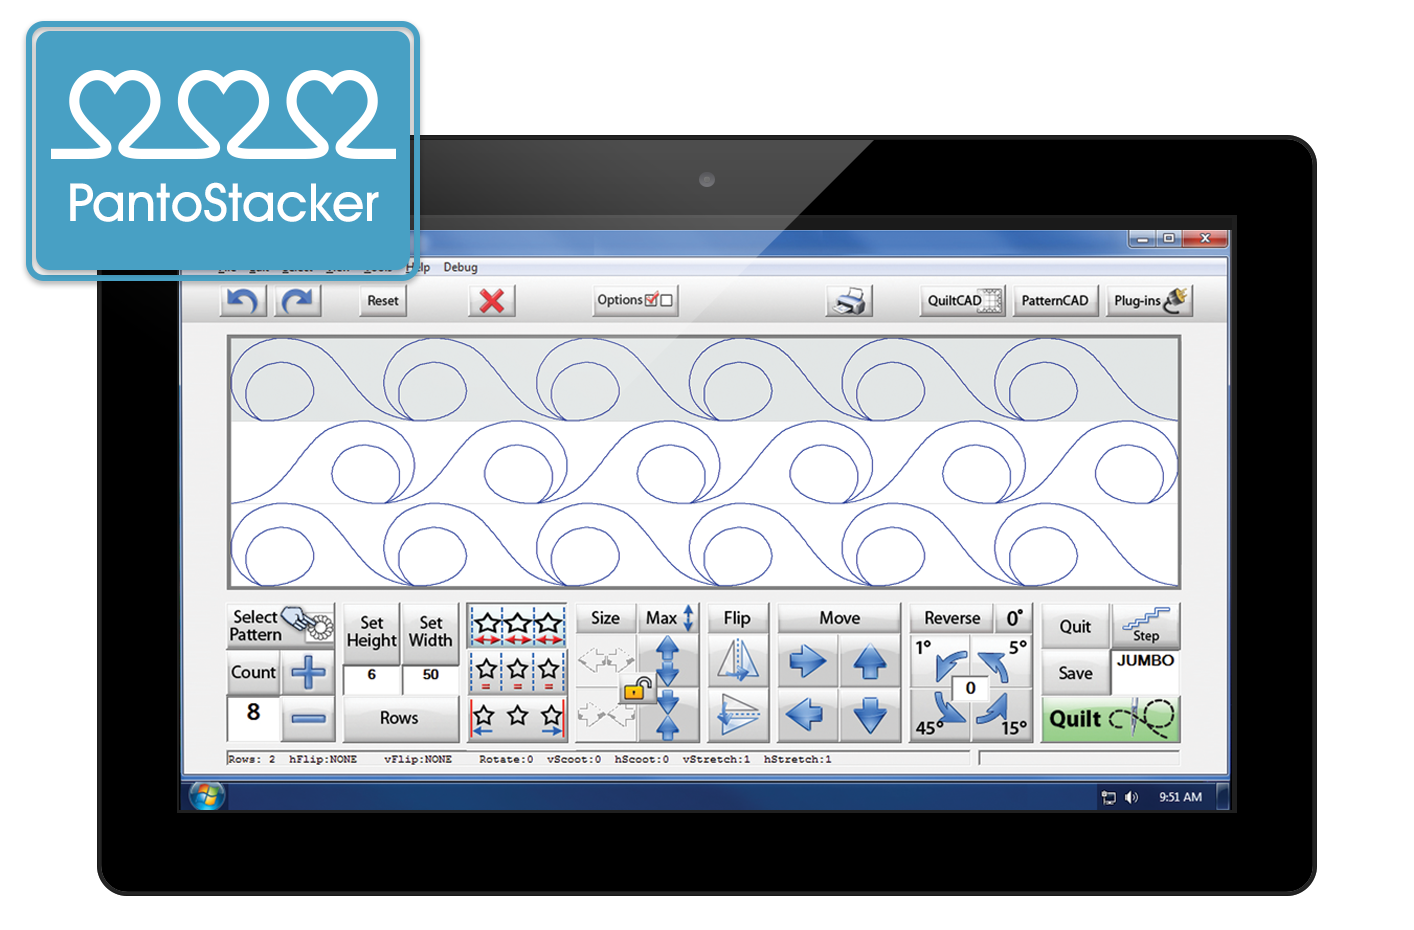 PantoStacker
Help Debug
Reset
Options
QuiltCAD
PatternCAD
Plug-ins
Select
Pattern
Set
Height
Set
Width
Size
Max
Flip
Move
Reverse
0°
Quit
Step
1°
5°
Count
6
50
0
Save
JUMBO
8
Rows
45°
15°
Quilt
Rows: 2 hFlip:NONE vFlip:NONE Rotate:0 vScoot:0 hScoot:0 vStretch:1 hStretch:1
9:51 AM